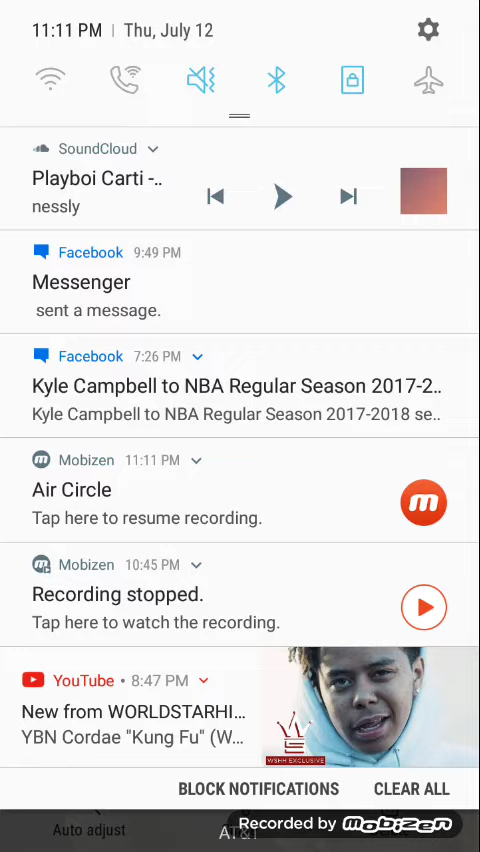 11:11 PM | Thu, July 12
SoundCloud
Playboi Carti -..
nessly
Facebook 9:49 PM
Messenger
sent a message.
Facebook 7:26 PM
Kyle Campbell to NBA Regular Season 2017-2..
Kyle Campbell to NBA Regular Season 2017-2018 se..
Mobizen 11:11 PM
Air Circle
Tap here to resume recording.
m
Mobizen 10:45 PM
Recording stopped.
Tap here to watch the recording.
YouTube • 8:47 PM
New from WORLDSTARHI...
YBN Cordae "Kung Fu" (W...
WSHH EXCLUSIVE
BLOCK NOTIFICATIONS CLEAR ALL
Auto adjust
AT&T
Recorded by mobizen